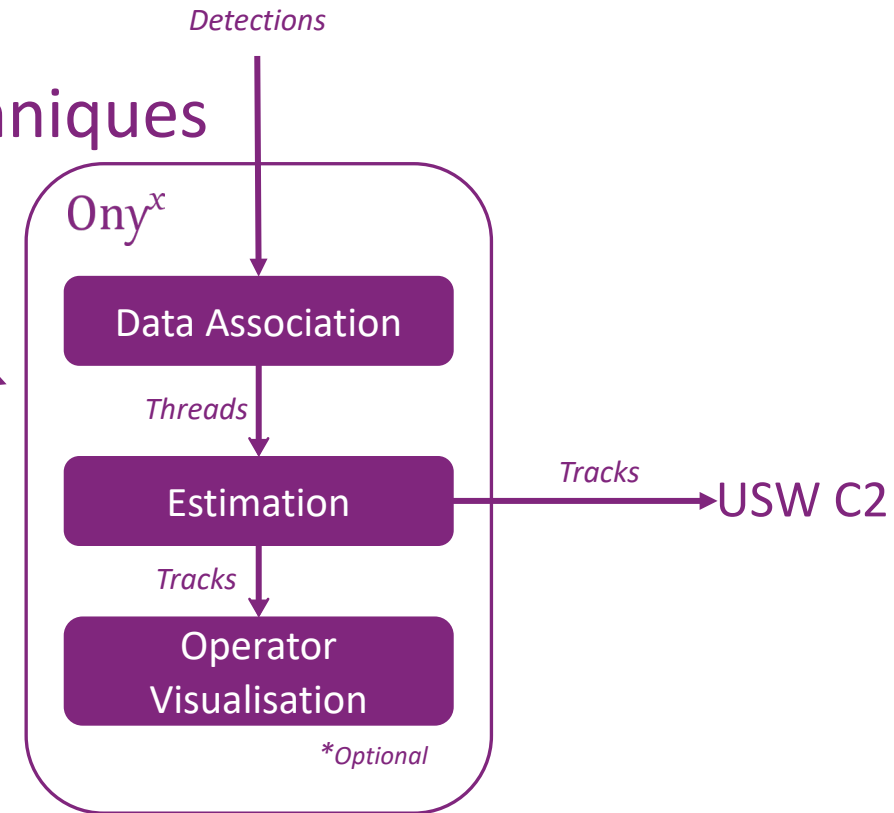 Detections
niques
Ony^x
Data Association
Threads
Estimation
Tracks
USW C2
Tracks
Operator
Visualisation
*Optional